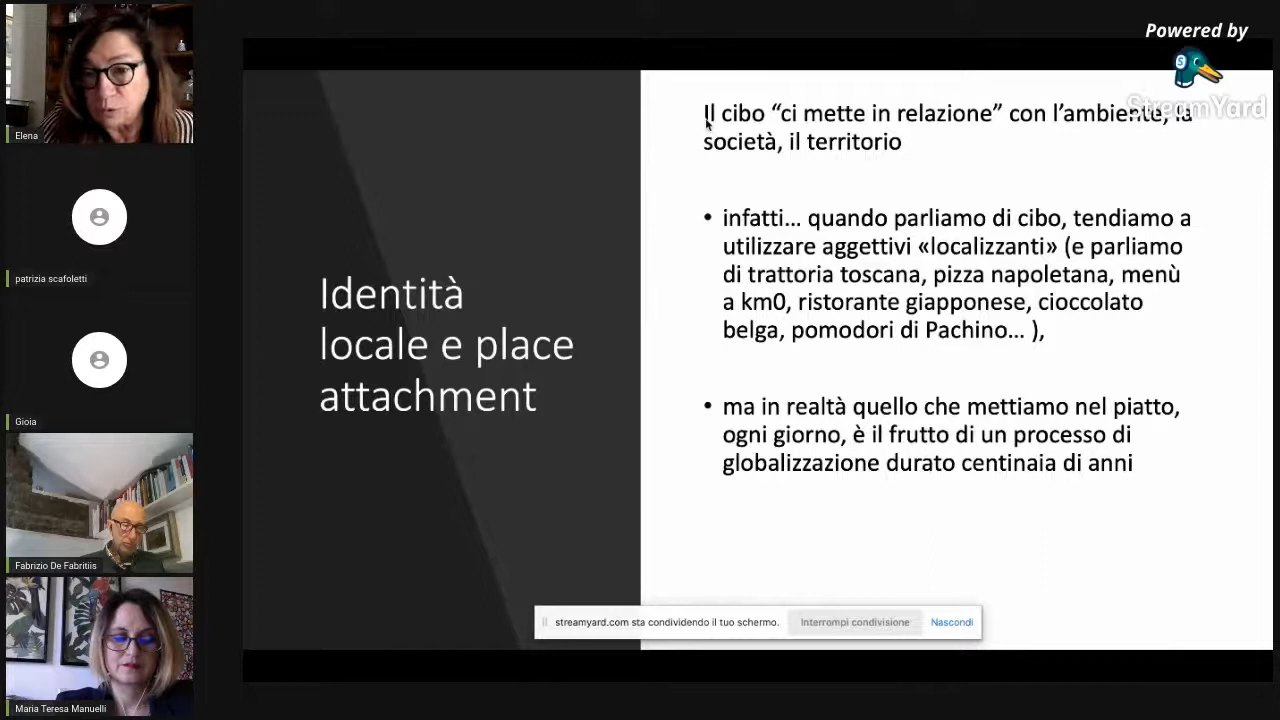 Powered by
StreamYard
Elena
patrizia scafoletti
Gioia
Fabrizio De Fabritiis
Maria Teresa Manuelli
Identità
locale e place
attachment
Il cibo “ci mette in relazione” con l’ambiente, la
società, il territorio
• infatti... quando parliamo di cibo, tendiamo a
utilizzare aggettivi «localizzanti» (e parliamo
di trattoria toscana, pizza napoletana, menù
a km0, ristorante giapponese, cioccolato
belga, pomodori di Pachino... ),
• ma in realtà quello che mettiamo nel piatto,
ogni giorno, è il frutto di un processo di
globalizzazione durato centinaia di anni
streamyard.com sta condividendo il tuo schermo.
Interrompi condivisione
Nascondi